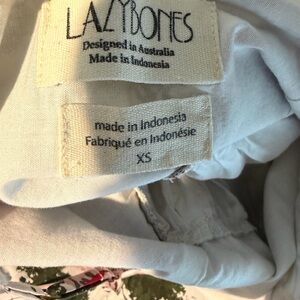 LAZYBONES
Designed in Australia
Made in Indonesia
made in Indonesia
Fabriqué en Indonésie
XS